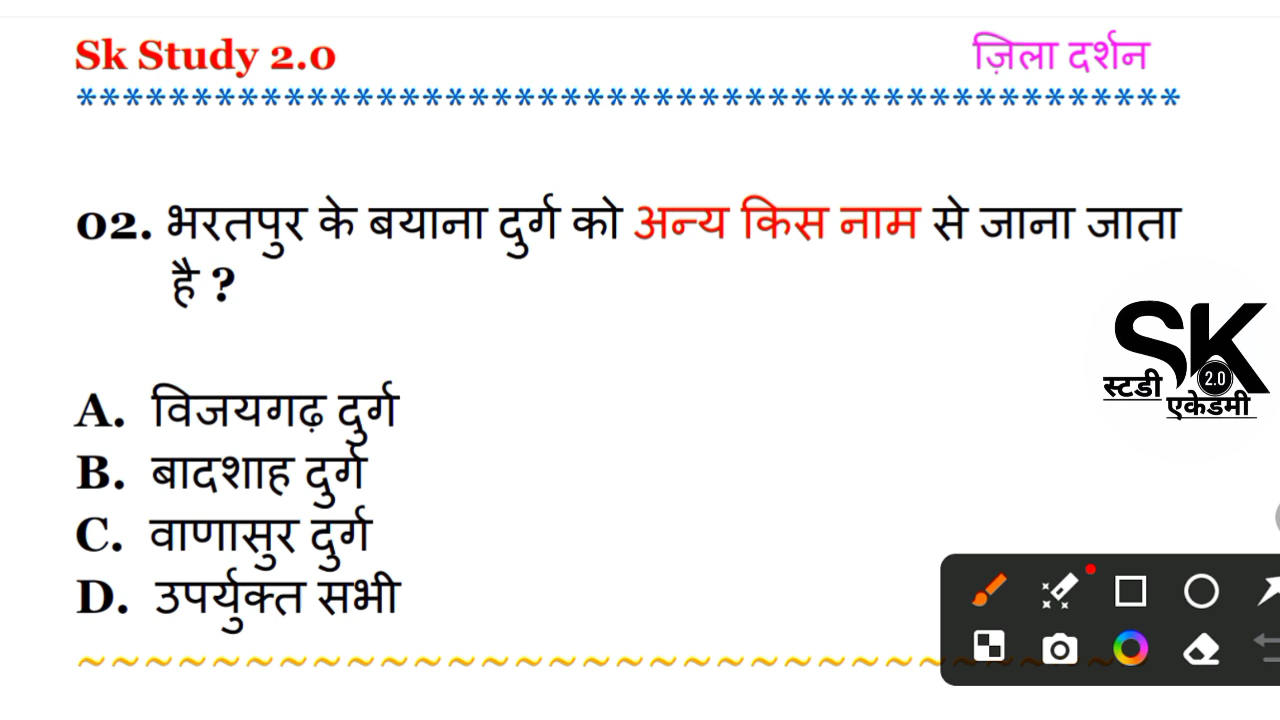 Sk Study 2.0
ज़िला दर्शन
**********************************************
02. भरतपुर के बयाना दुर्ग को अन्य किस नाम से जाना जाता
है ?
SK
2.0
स्टडी
एकेडमी
A. विजयगढ़ दुर्ग
B. बादशाह दुर्ग
C. वाणासुर दुर्ग
D. उपर्युक्त सभी
~~~~~~~~~~~~~~~~~~~~~~~~~~~~~~~~